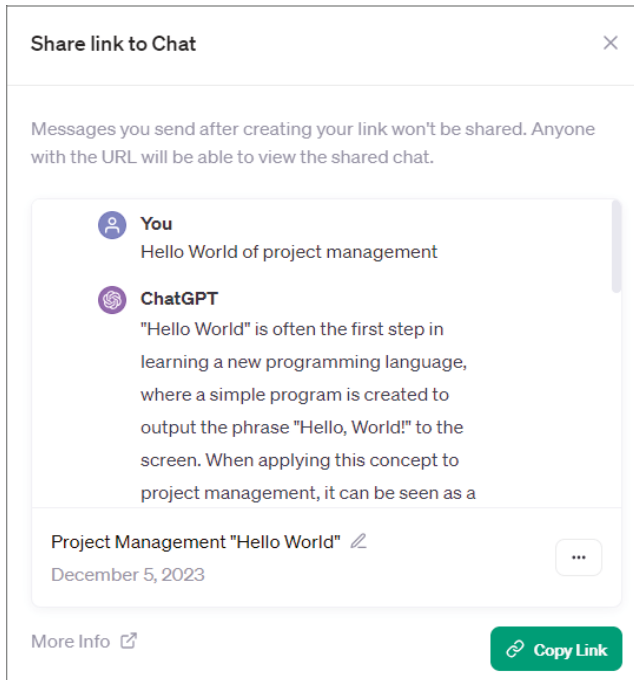 Share link to Chat
Messages you send after creating your link won't be shared. Anyone
with the URL will be able to view the shared chat.
You
Hello World of project management
ChatGPT
"Hello World" is often the first step in
learning a new programming language,
where a simple program is created to
output the phrase "Hello, World!" to the
screen. When applying this concept to
project management, it can be seen as a
Project Management "Hello World"
December 5, 2023
More Info
Copy Link